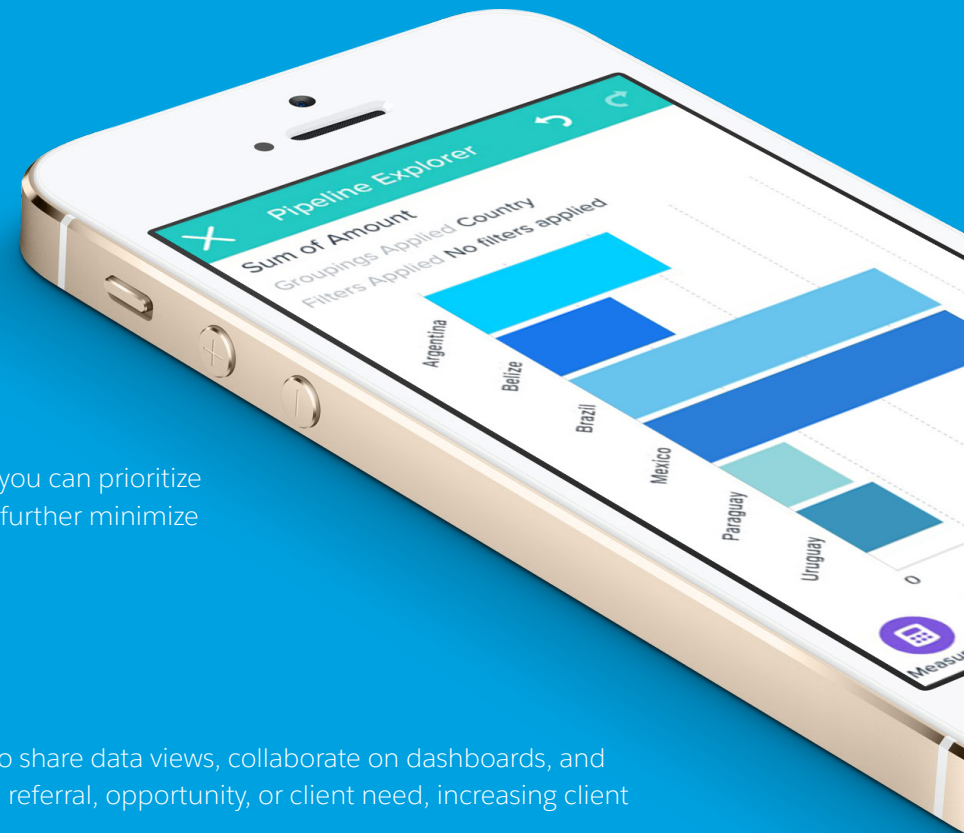 Pipeline Explorer
Sum of Amount
Groupings Applied Country
Filters Applied No filters applied
Argentina
Belize
Brazil
Mexico
Paraguay
Uruguay
0
you can prioritize
further minimize
o share data views, collaborate on dashboards, and
referral, opportunity, or client need, increasing client